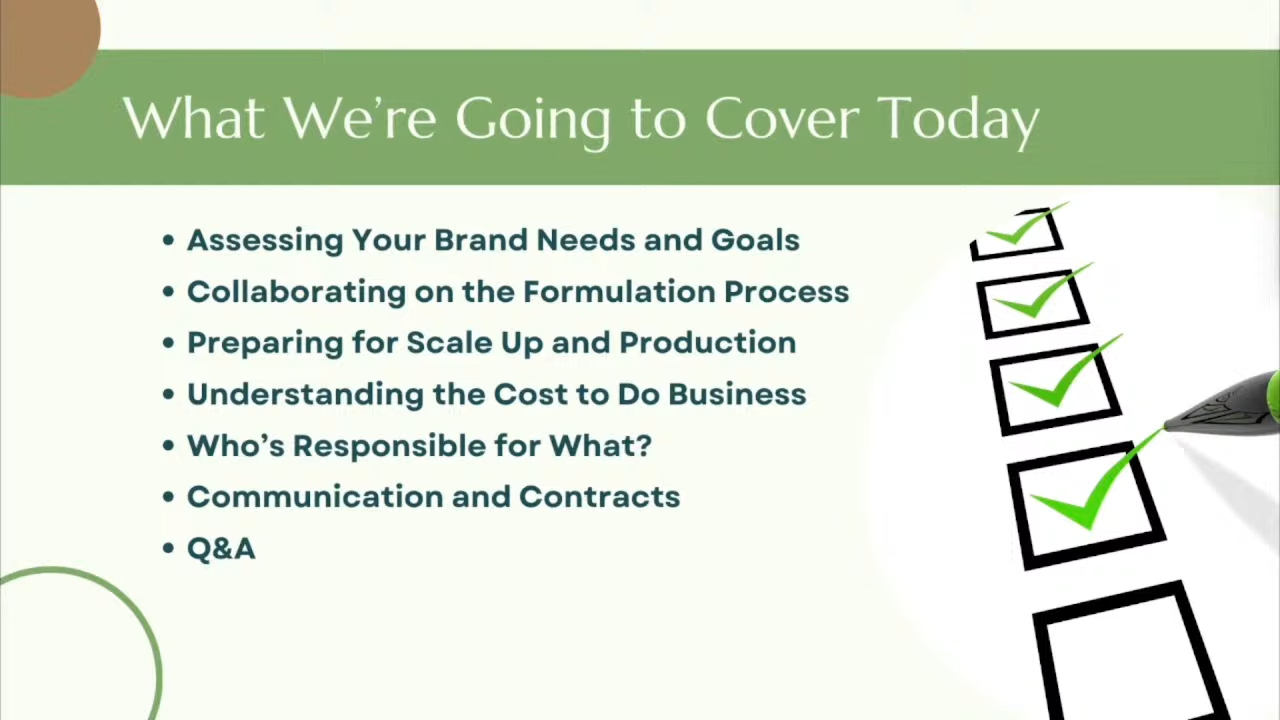 What We're Going to Cover Today
• Assessing Your Brand Needs and Goals
• Collaborating on the Formulation Process
• Preparing for Scale Up and Production
• Understanding the Cost to Do Business
• Who's Responsible for What?
• Communication and Contracts
• Q&A